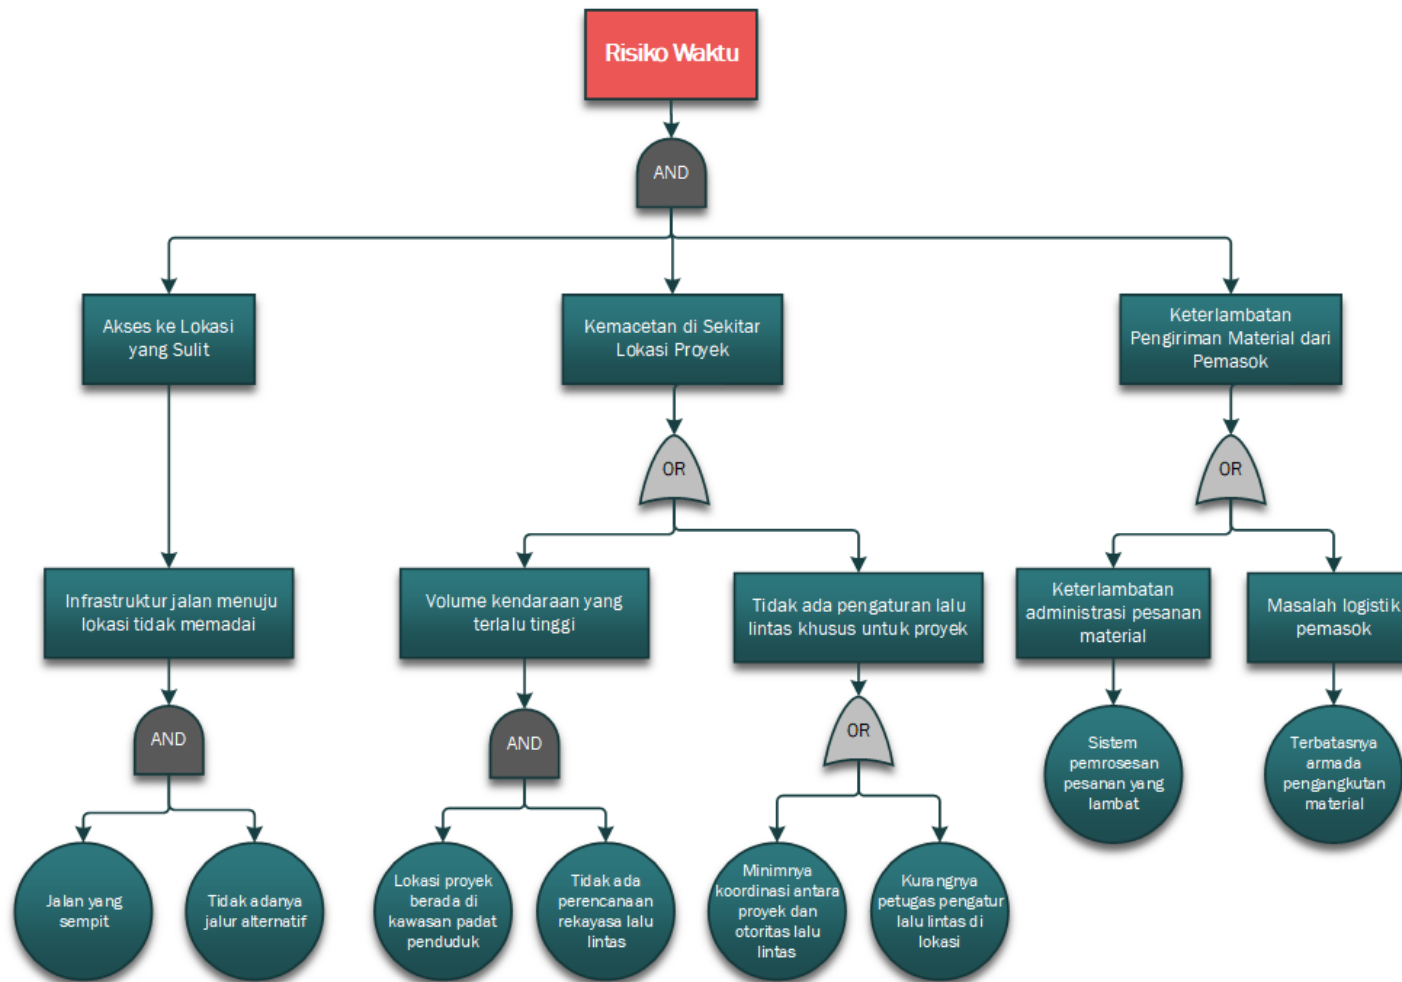 Risiko Waktu
AND
Akses ke Lokasi
yang Sulit
Kemacetan di Sekitar
Lokasi Proyek
Keterlambatan
Pengiriman Material dari
Pemasok
OR
OR
Infrastruktur jalan menuju
lokasi tidak memadai
Volume kendaraan yang
terlalu tinggi
Tidak ada pengaturan lalu
lintas khusus untuk proyek
Keterlambatan
administrasi pesanan
material
Masalah logistik
pemasok
AND
AND
OR
Sistem
pemrosesan
pesanan yang
lambat
Terbatasnya
armada
pengangkutan
material
Jalan yang
sempit
Tidak adanya
jalur alternatif
Lokasi proyek
berada di
kawasan padat
penduduk
Tidak ada
perencanaan
rekayasa lalu
lintas
Minimnya
koordinasi antara
proyek dan
otoritas lalu
lintas
Kurangnya
petugas pengatur
lalu lintas di
lokasi